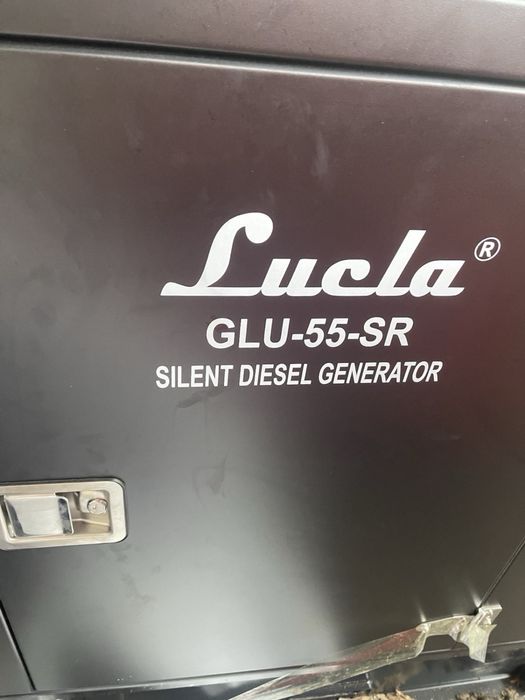 Lucla®
GLU-55-SR
SILENT DIESEL GENERATOR